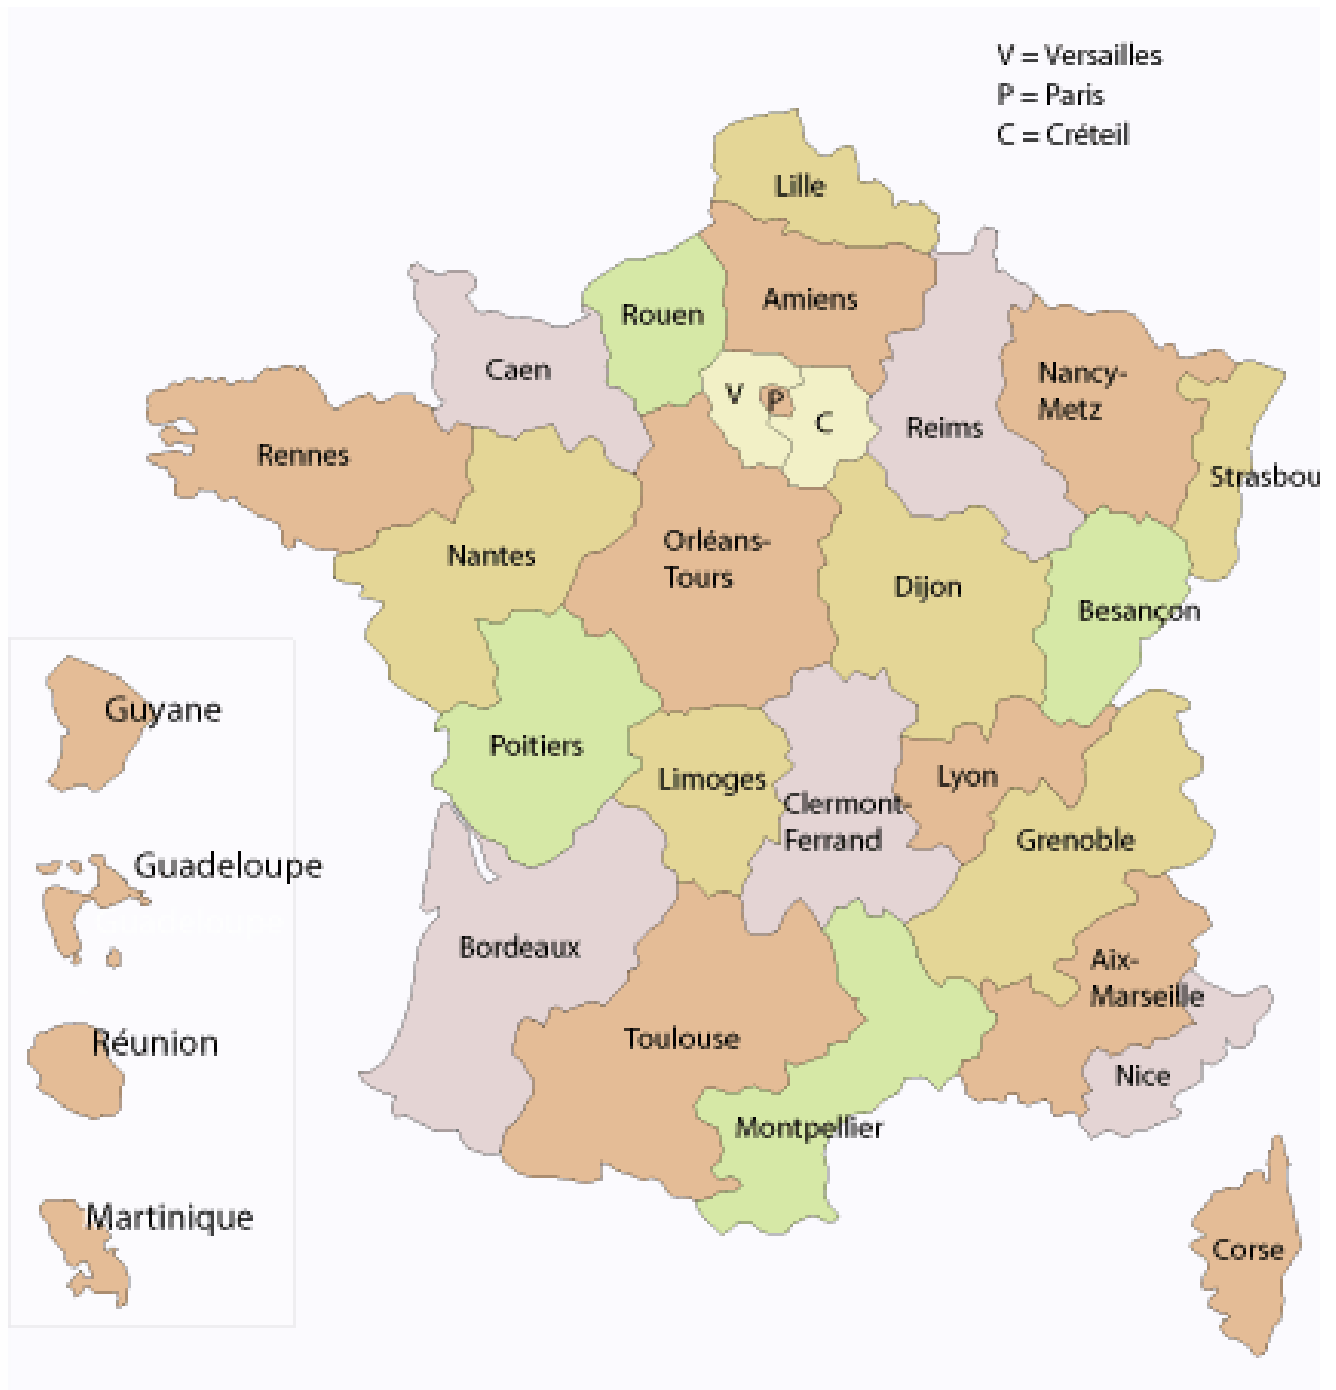 V = Versailles
P = Paris
C = Créteil
Lille
Amiens
Rouen
Caen
V
P
C
Nancy-
Metz
Reims
Rennes
Strasbou
Nantes
Orléans-
Tours
Dijon
Besançon
Guyane
Poitiers
Limoges
Lyon
Clermont-
Ferrand
Grenoble
Guadeloupe
Bordeaux
Aix-
Marseille
Toulouse
Réunion
Nice
Montpellier
Martinique
Corse